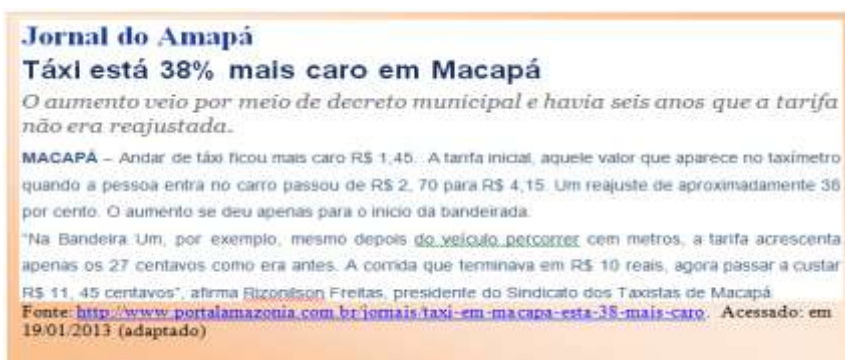 Jornal do Amapá
Táxi está 38% mais caro em Macapá
O aumento veio por meio de decreto municipal e havia seis anos que a tarifa
não era reajustada.
MACAPÁ – Andar de táxi ficou mais caro R$ 1,45. A tarifa inicial, aquele valor que aparece no taxímetro
quando a pessoa entra no carro passou de R$ 2, 70 para R$ 4,15. Um reajuste de aproximadamente 38
por cento. O aumento se deu apenas para o início da bandeirada.
"Na Bandeira Um, por exemplo, mesmo depois do veículo percorrer cem metros, a tarifa acrescenta
apenas os 27 centavos como era antes. A corrida que terminava em R$ 10 reais, agora passar a custar
R$ 11, 45 centavos", afirma Rizonilson Freitas, presidente do Sindicato dos Taxistas de Macapá.
Fonte: http://www.portalamazonia.com.br/jornais/taxi-em-macapa-esta-38-mais-caro. Acessado: em
19/01/2013 (adaptado)